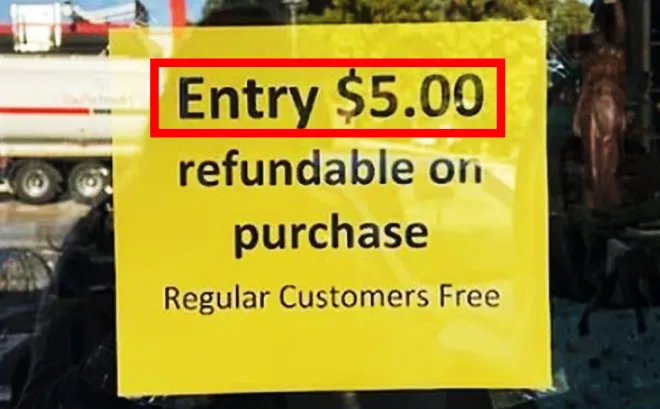 Entry $5.00
refundable on
purchase
Regular Customers Free